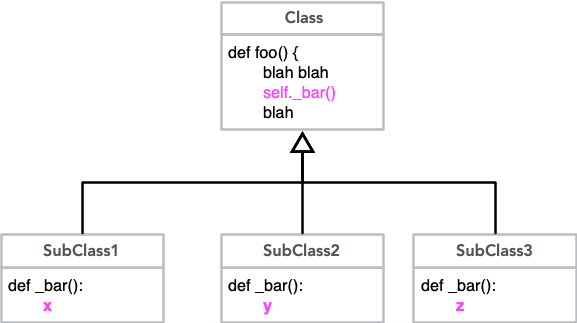 Class
def foo() {
blah blah
self._bar()
blah
SubClass1
def _bar():
x
SubClass2
def _bar():
y
SubClass3
def _bar():
z